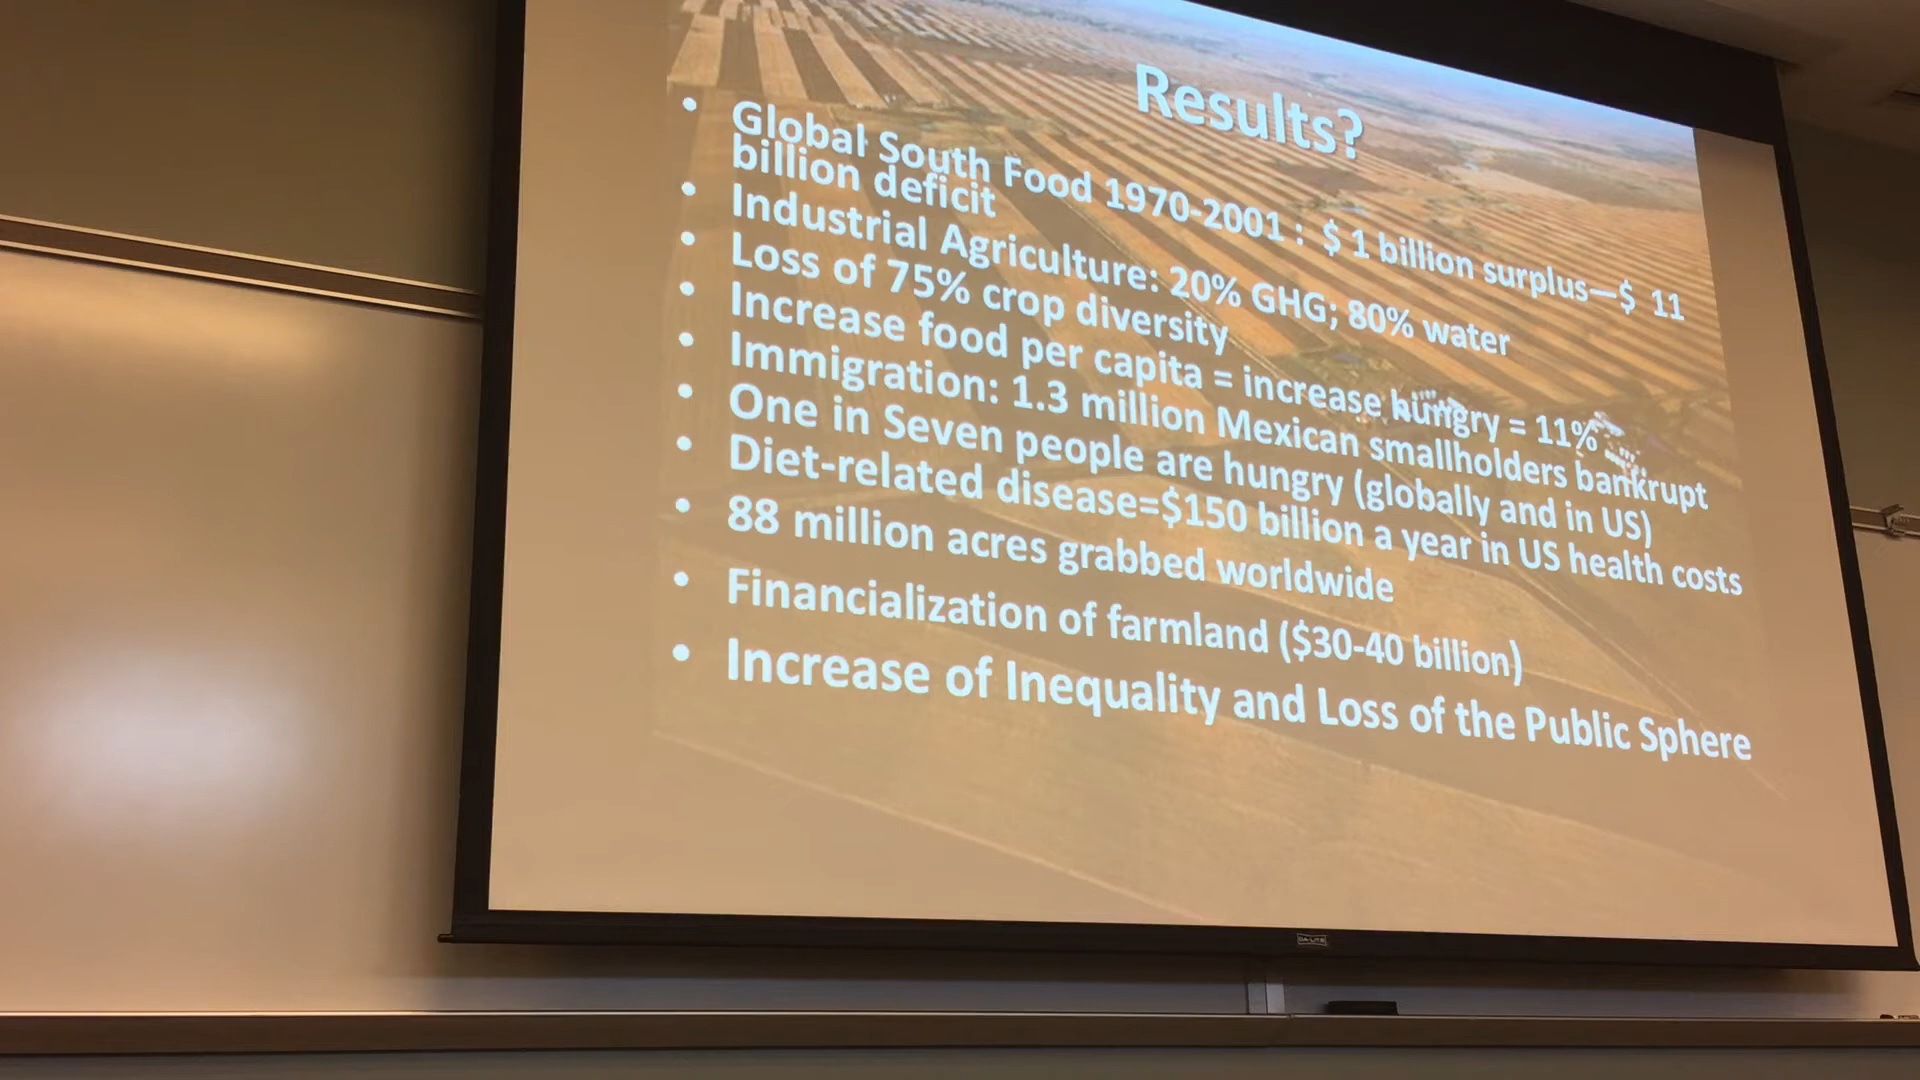 Results?
• Global South Food 1970-2001 : $ 1 billion surplus—$ 11
billion deficit
• Industrial Agriculture: 20% GHG; 80% water
• Loss of 75% crop diversity
• Increase food per capita = increase hungry = 11%
• Immigration: 1.3 million Mexican smallholders bankrupt
• One in Seven people are hungry (globally and in US)
• Diet-related disease=$150 billion a year in US health costs
• 88 million acres grabbed worldwide
• Financialization of farmland ($30-40 billion)
• Increase of Inequality and Loss of the Public Sphere
DA-LITE